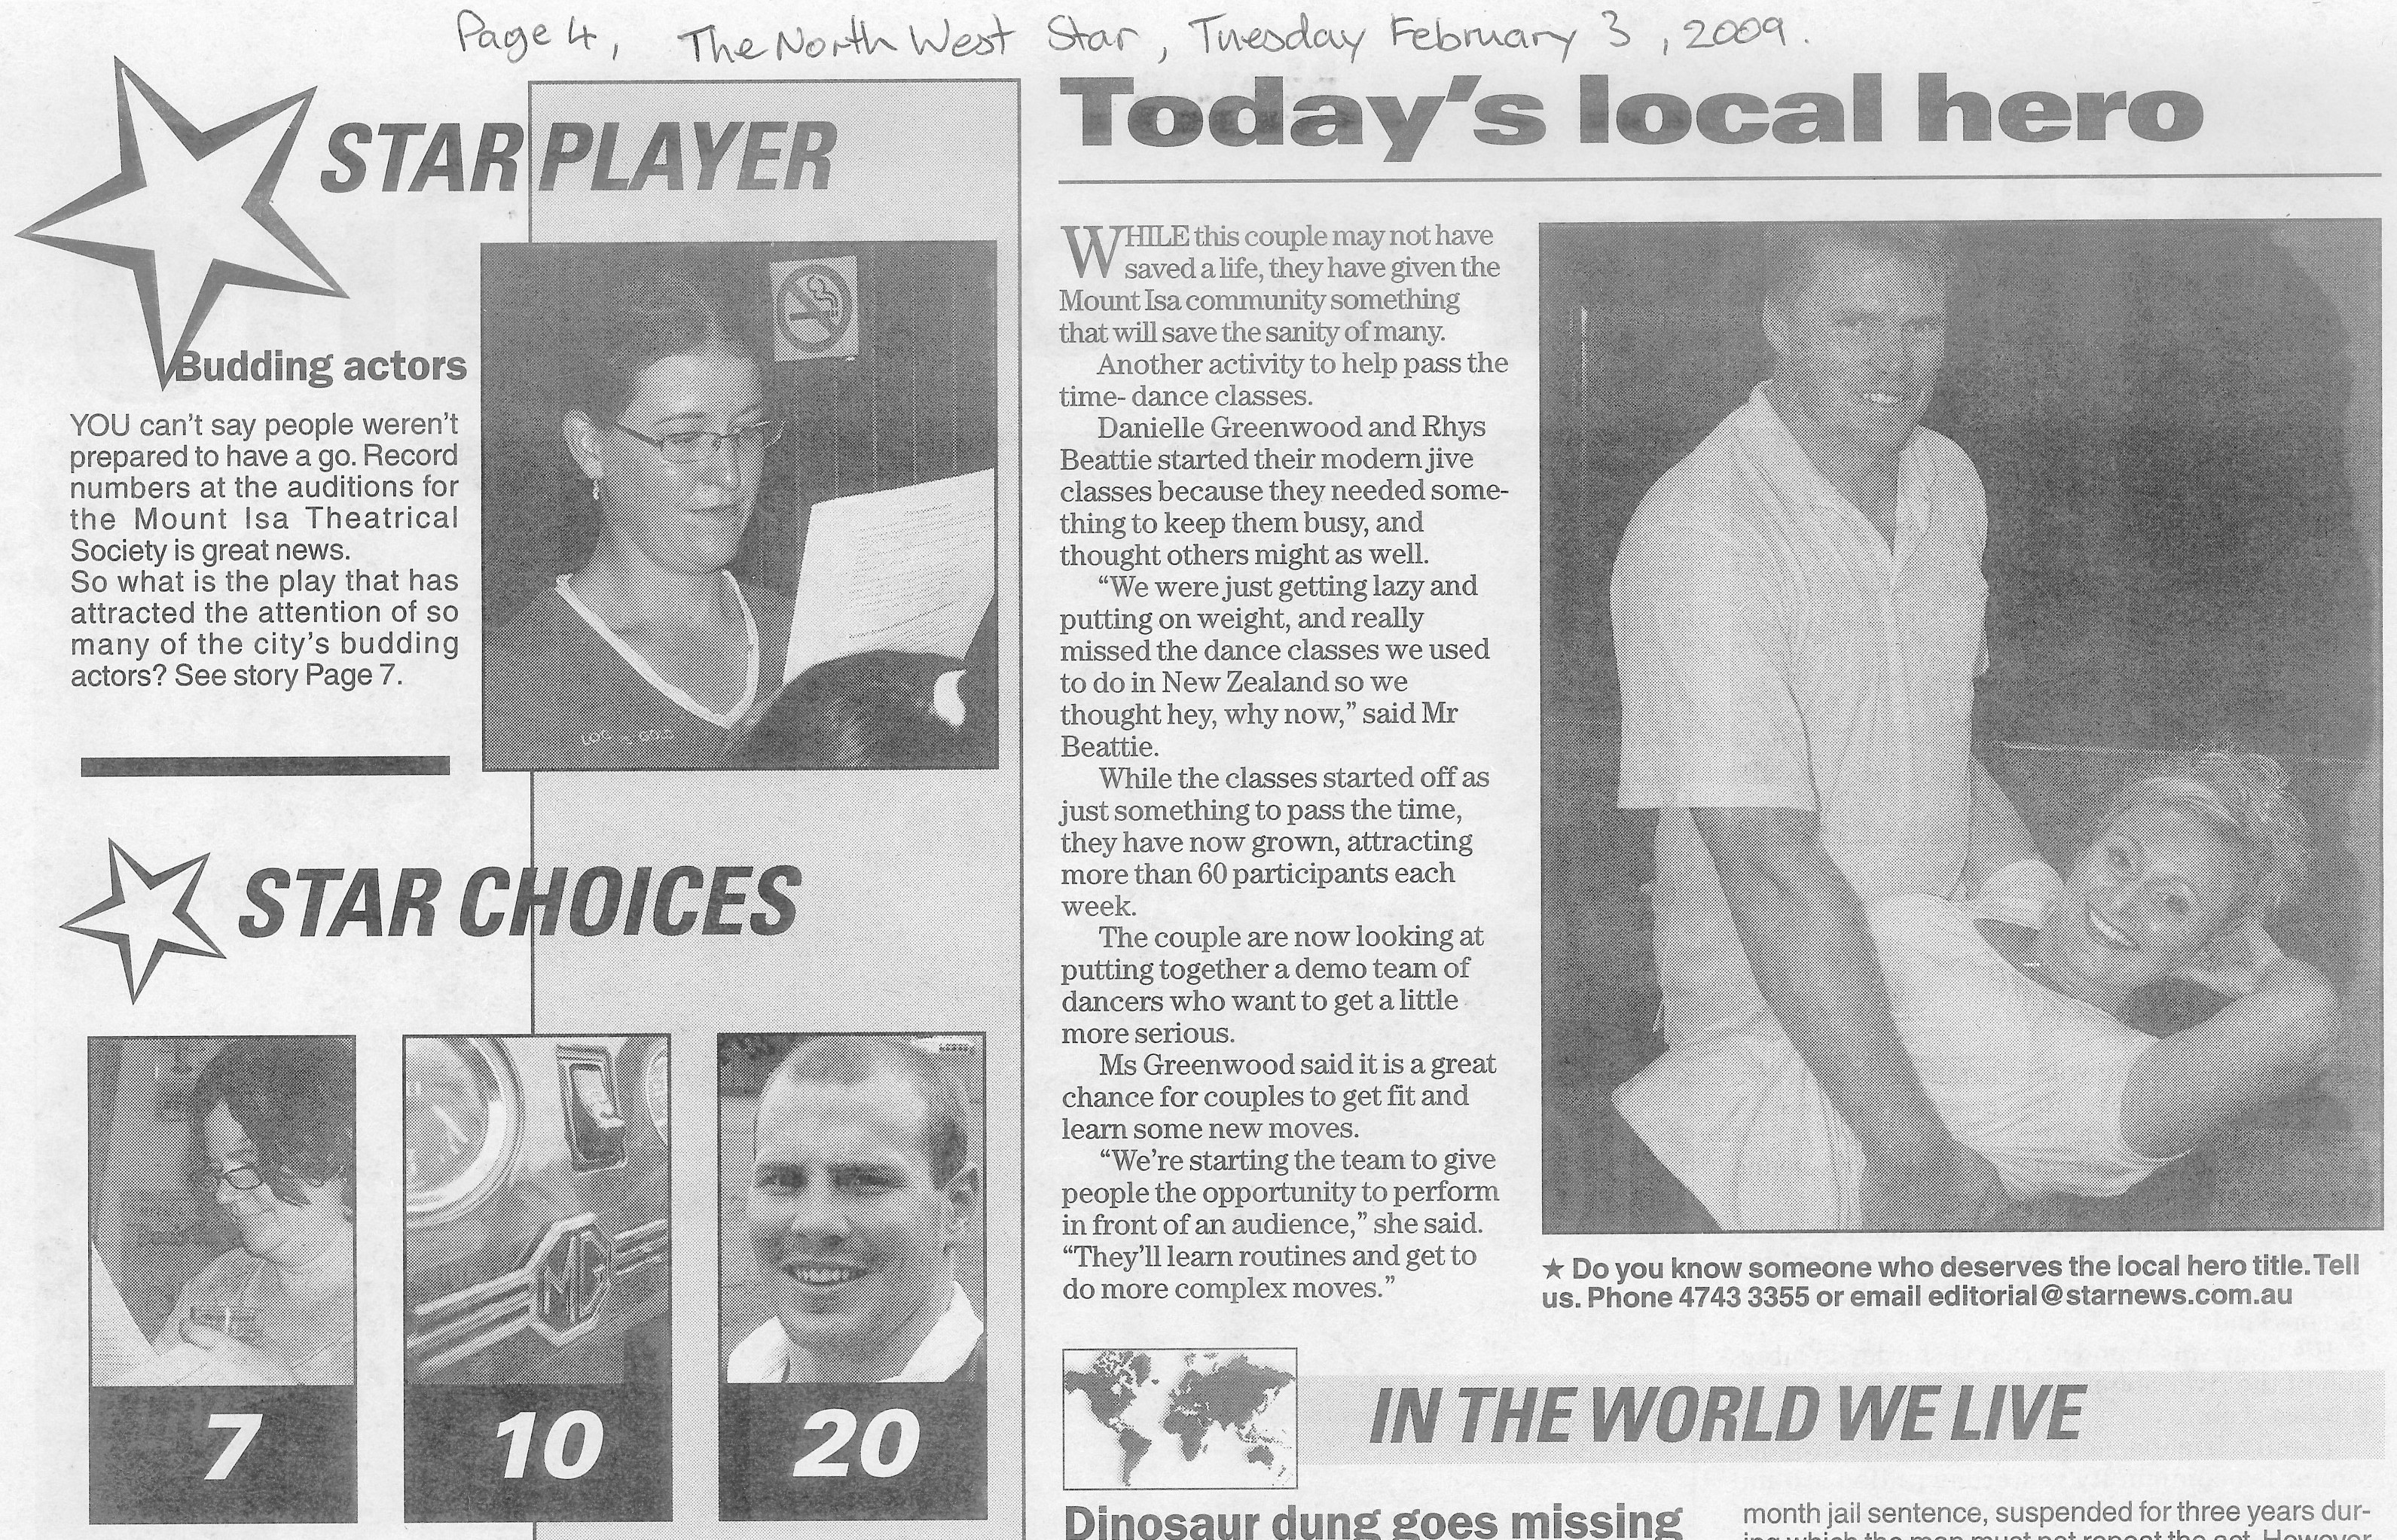 Page 4, The North West Star, Tuesday February 3, 2009.
STAR PLAYER
Budding actors
YOU can't say people weren't
prepared to have a go. Record
numbers at the auditions for
the Mount Isa Theatrical
Society is great news.
So what is the play that has
attracted the attention of so
many of the city's budding
actors? See story Page 7.
STAR CHOICES
MG
7
10
20
Today's local hero
WHILE this couple may not have
saved a life, they have given the
Mount Isa community something
that will save the sanity of many.
Another activity to help pass the
time- dance classes.
Danielle Greenwood and Rhys
Beattie started their modern jive
classes because they needed some-
thing to keep them busy, and
thought others might as well.
“We were just getting lazy and
putting on weight, and really
missed the dance classes we used
to do in New Zealand so we
thought hey, why now,” said Mr
Beattie.
While the classes started off as
just something to pass the time,
they have now grown, attracting
more than 60 participants each
week.
The couple are now looking at
putting together a demo team of
dancers who want to get a little
more serious.
Ms Greenwood said it is a great
chance for couples to get fit and
learn some new moves.
“We're starting the team to give
people the opportunity to perform
in front of an audience,” she said.
“They'll learn routines and get to
do more complex moves.”
★ Do you know someone who deserves the local hero title. Tell
us. Phone 4743 3355 or email editorial@starnews.com.au
IN THE WORLD WE LIVE
Dinosaur dung goes missing
month jail sentence, suspended for three years dur-
ing which the man must not repeat the act. However